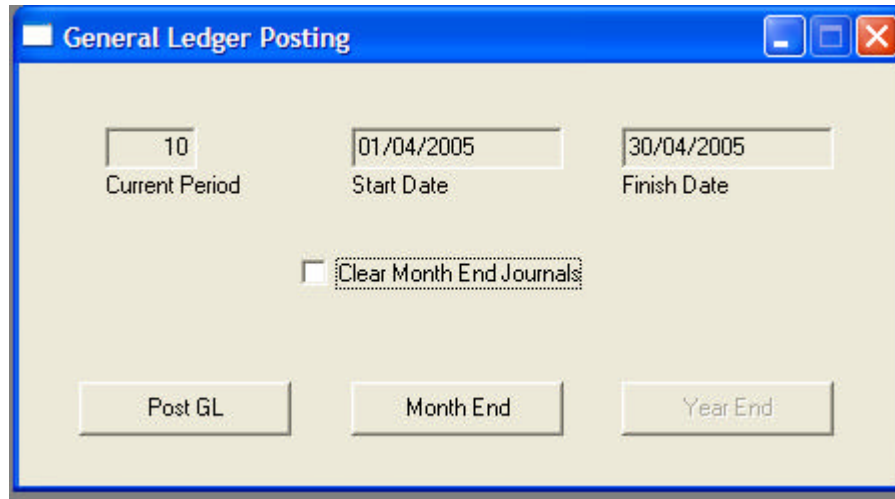 General Ledger Posting
10 01/04/2005 30/04/2005
Current Period Start Date Finish Date
Clear Month End Journals
Post GL Month End Year End